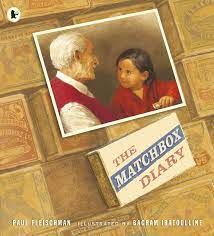 THE
MATCHBOX
DIARY
PAUL FLEISCHMAN ILLUSTRATED BY BAGRAM IBATOULLINE